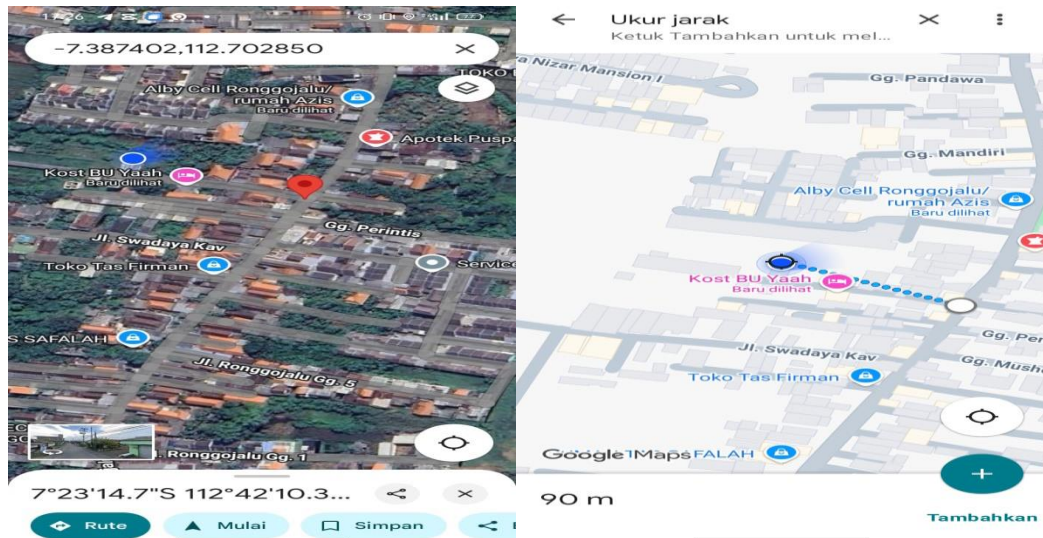 17:26
-7.387402,112.702850
TOKO
Alby Cell Ronggojalu/
rumah Azis
Baru dilihat
Apotek Puspa
Kost BU Yaah
Baru dilihat
Gg. Perintis
Jl. Swadaya Kav
Toko Tas Firman
Service
S SAFALAH
Jl. Ronggojalu Gg. 5
. Ronggojalu Gg. 1
7°23'14.7"S 112°42'10.3...
Rute
Mulai
Simpan
Ukur jarak
Ketuk Tambahkan untuk mel...
a Nizar Mansion I
Gg. Pandawa
Gg. Mandiri
Alby Cell Ronggojalu/
rumah Azis
Baru dilihat
Kost BU Yaah
Baru dilihat
Gg. Per
Jl. Swadaya Kav
Gg. Musho
Toko Tas Firman
Google Maps
FALAH
90 m
Tambahkan